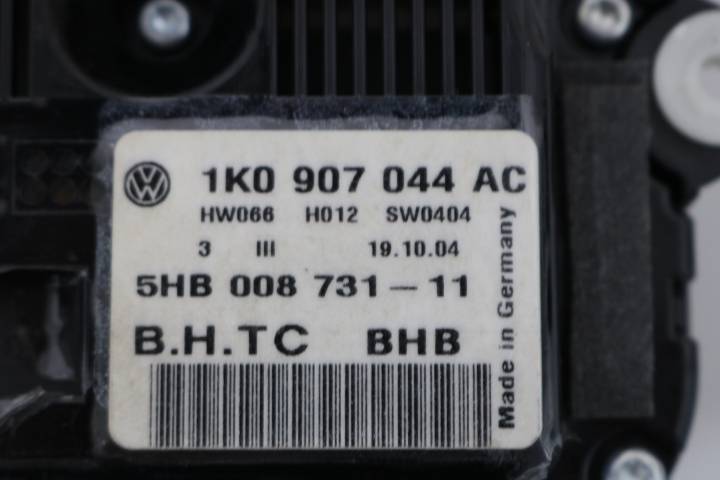 1K0 907 044 AC
HW066 H012 SW0404
3 III 19.10.04
5HB 008 731-11
B.H.TC BHB
Made in Germany